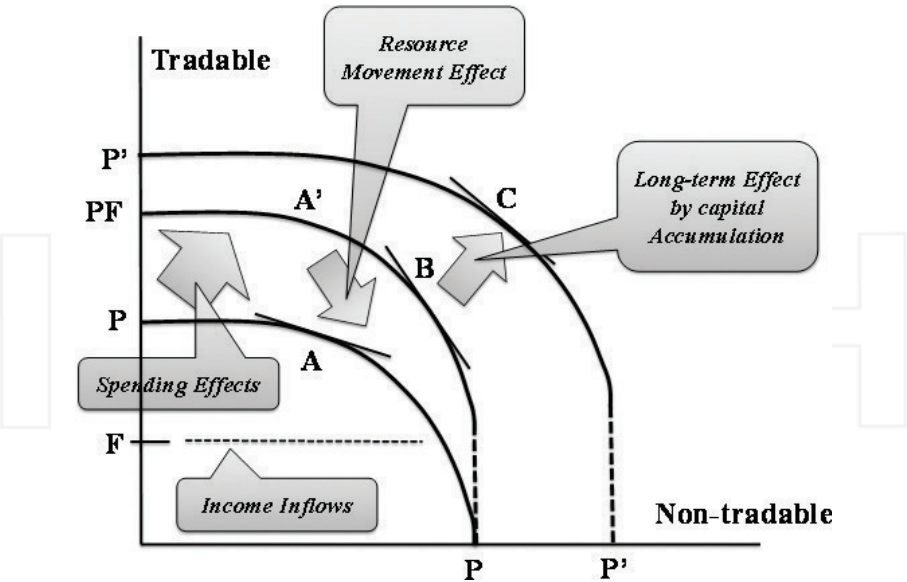 Tradable
Resource
Movement Effect
P’
PF
A’
C
Long-term Effect
by capital
Accumulation
B
P
A
Spending Effects
F
Income Inflows
Non-tradable
P
P’